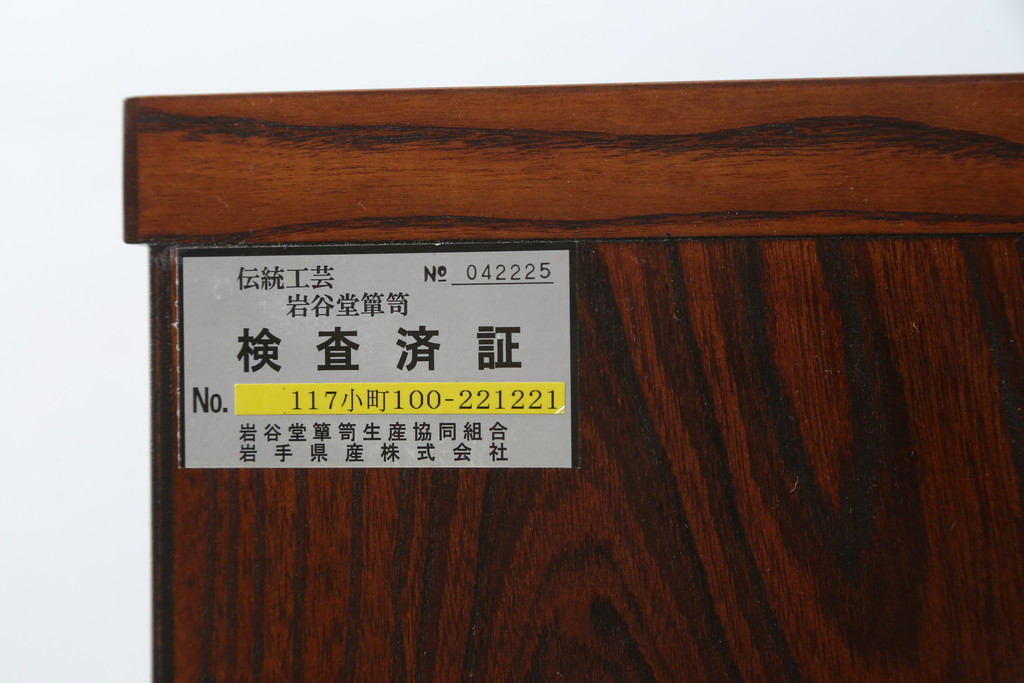 伝統工芸 № 042225
岩谷堂簞笥
検査済証
No. 117小町100-221221
岩谷堂簞笥生産協同組合
岩手県産株式会社